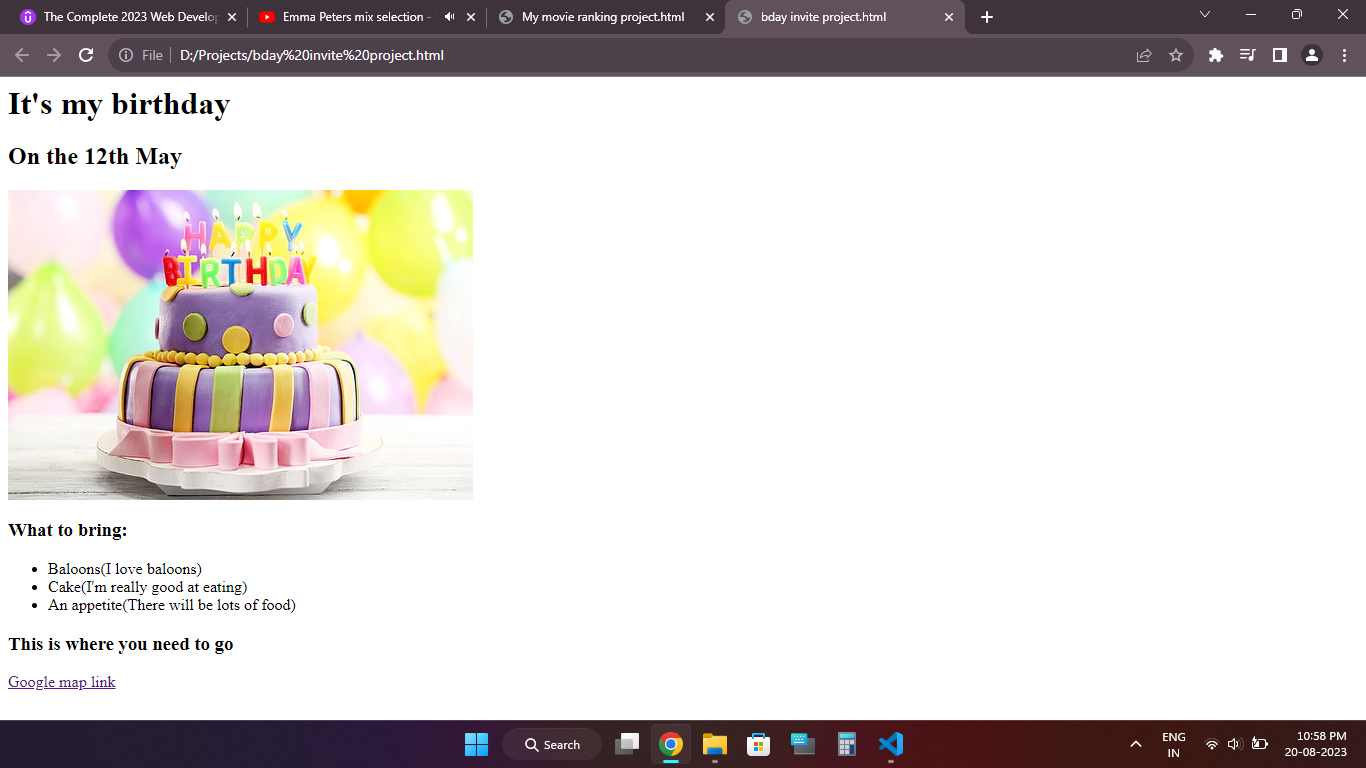 The Complete 2023 Web Develop
Emma Peters mix selection -
My movie ranking project.html
bday invite project.html
File
D:/Projects/bday%20invite%20project.html
It's my birthday
On the 12th May
HAPPY
BIRTHDAY
What to bring:
Baloons(I love baloons)
Cake(I'm really good at eating)
An appetite(There will be lots of food)
This is where you need to go
Google map link
Search
ENG
IN
10:58 PM
20-08-2023